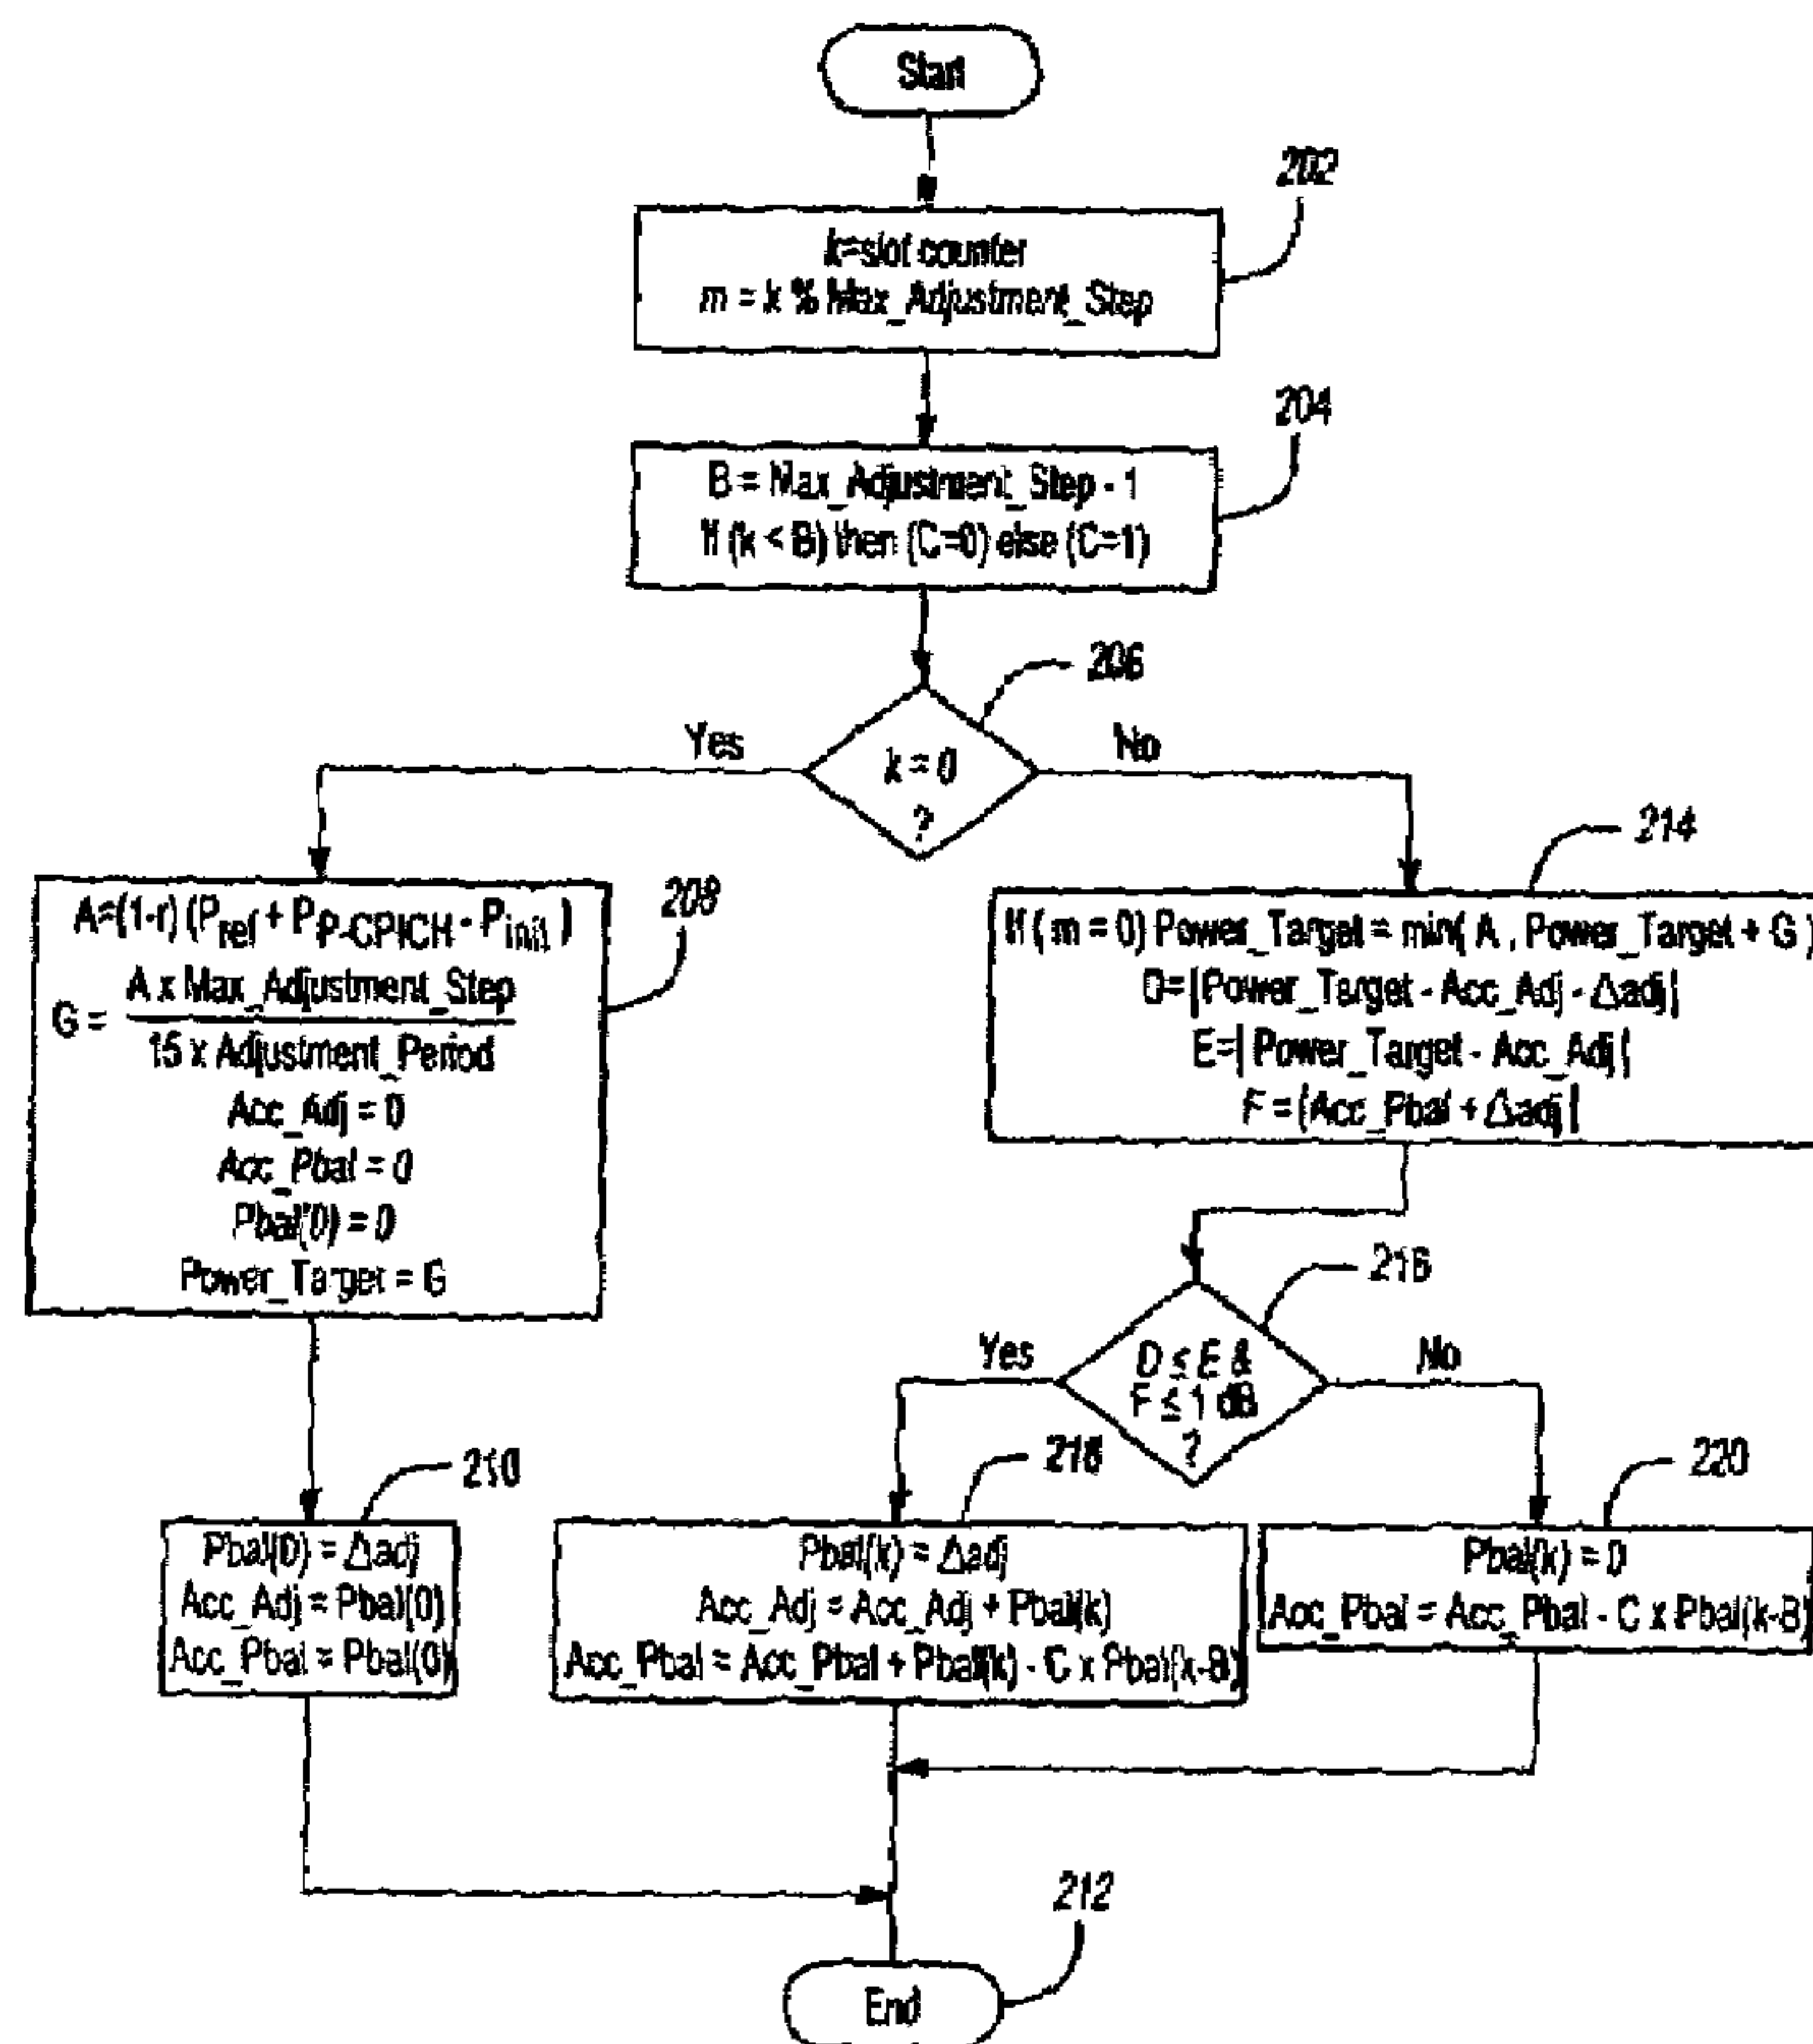 Start
202
k=slot counter
m = k % Max_Adjustment_Step
204
B = Max_Adjustment_Step - 1
If (k < B) then (C=0) else (C=1)
206
Yes
k = 0
?
No
208
A=(1-r) (Pref + PP-CPICH - Pinit )
G = A x Max_Adjustment_Step
15 x Adjustment_Period
Acc_Adj = 0
Acc_Pbal = 0
Pbal(0) = 0
Power_Target = G
214
If ( m = 0) Power_Target = min( A , Power_Target + G )
D=|Power_Target - Acc_Adj - Δadj|
E=| Power_Target - Acc_Adj|
F = |Acc_Pbal + Δadj|
216
Yes
D ≤ E &
F ≤ 1 dB
?
No
210
Pbal(0) = Δadj
Acc_Adj = Pbal(0)
Acc_Pbal = Pbal(0)
218
Pbal(k) = Δadj
Acc_Adj = Acc_Adj + Pbal(k)
Acc_Pbal = Acc_Pbal + Pbal(k) - C x Pbal(k-B)
220
Pbal(k) = 0
Acc_Pbal = Acc_Pbal - C x Pbal(k-B)
212
End